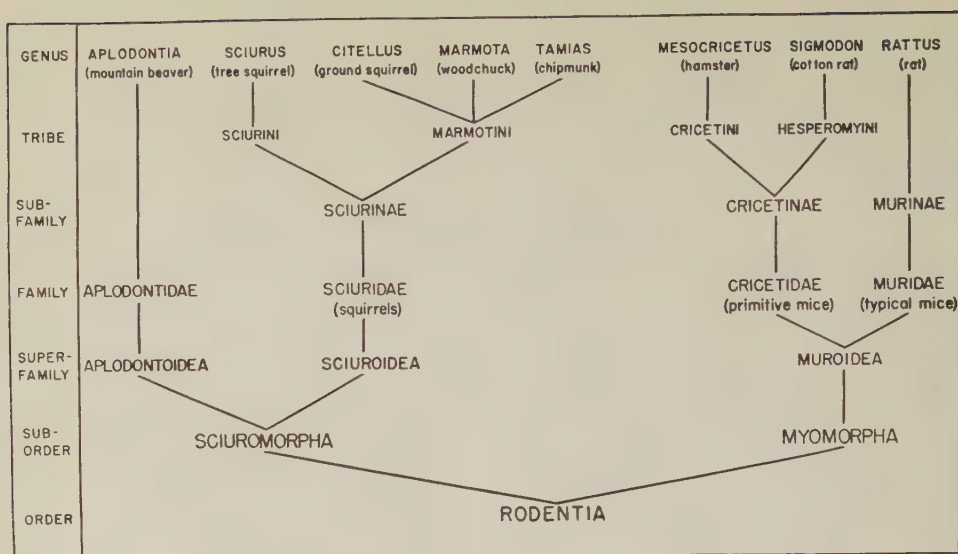 GENUS APLODONTIA SCIURUS CITELLUS MARMOTA TAMIAS MESOCRICETUS SIGMODON RATTUS
(mountain beaver) (tree squirrel) (ground squirrel) (woodchuck) (chipmunk) (hamster) (cotton rat) (rat)
TRIBE SCIURINI MARMOTINI CRICETINI HESPEROMYINI
SUB-
FAMILY SCIURINAE CRICETINAE MURINAE
FAMILY APLODONTIDAE SCIURIDAE CRICETIDAE MURIDAE
(squirrels) (primitive mice) (typical mice)
SUPER-
FAMILY APLODONTOIDEA SCIUROIDEA MUROIDEA
SUB-
ORDER SCIUROMORPHA MYOMORPHA
ORDER RODENTIA